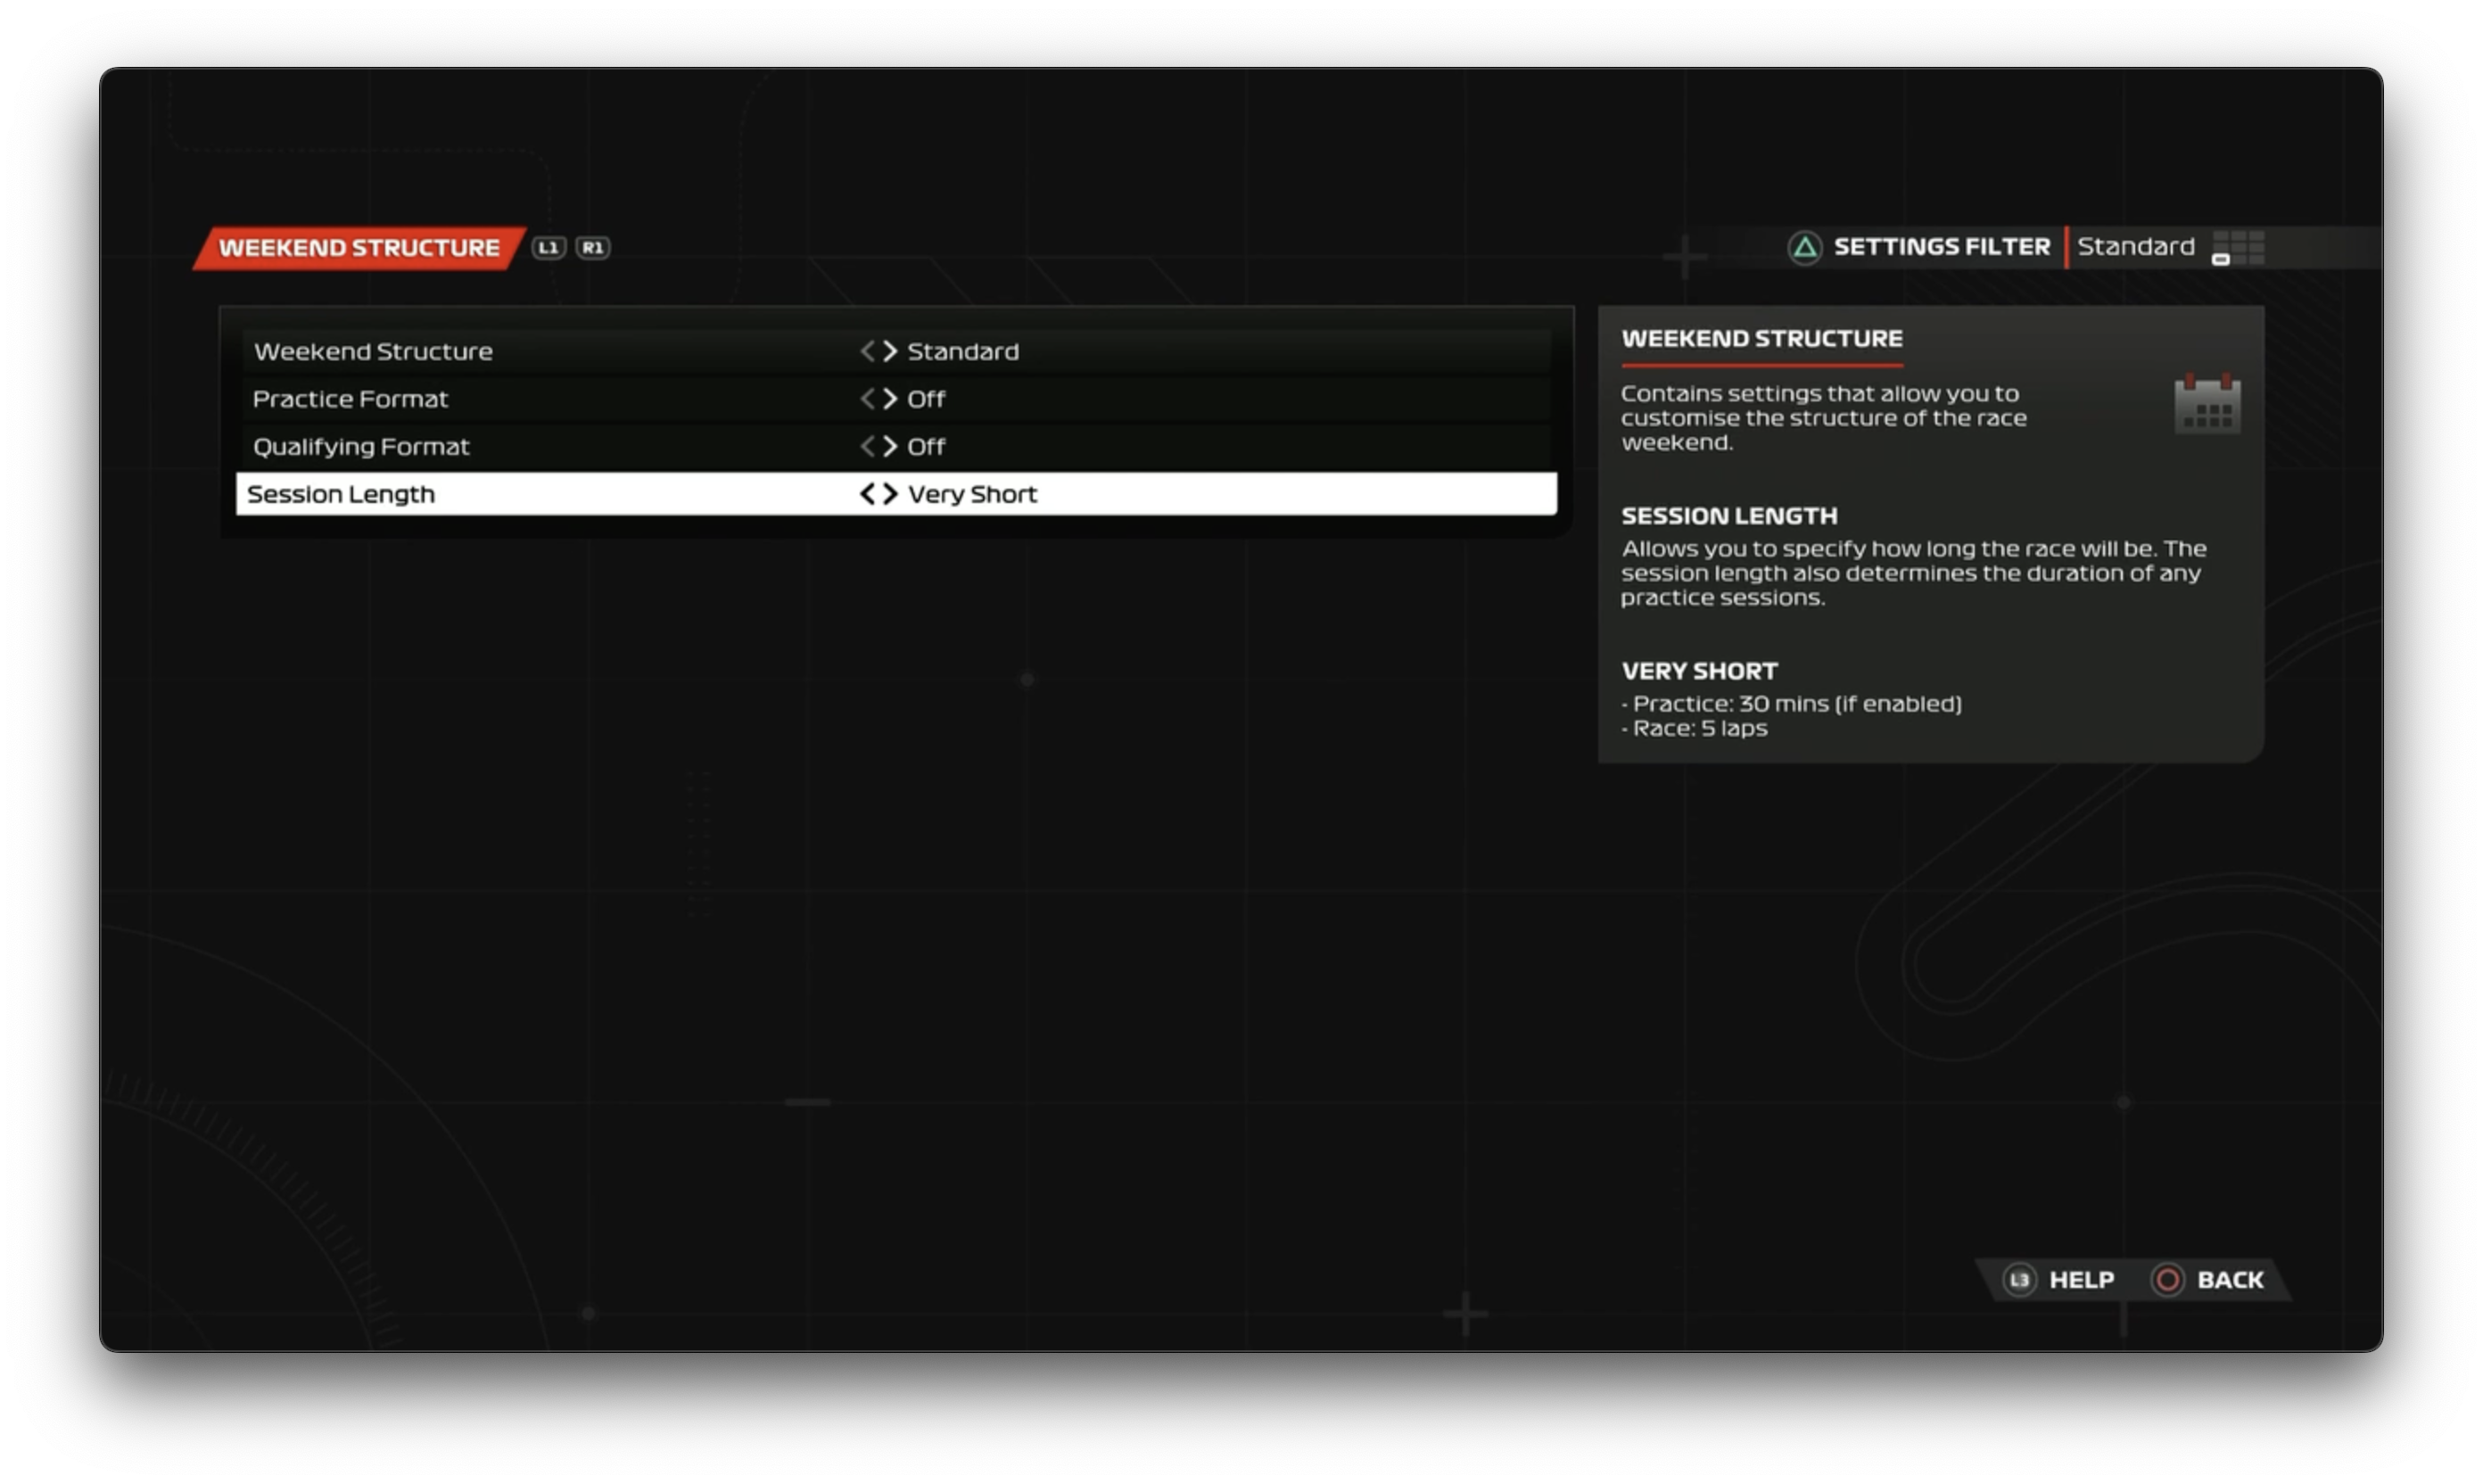 WEEKEND STRUCTURE L1 R1
SETTINGS FILTER Standard
Weekend Structure Standard
Practice Format Off
Qualifying Format Off
Session Length Very Short
WEEKEND STRUCTURE
Contains settings that allow you to
customise the structure of the race
weekend.
SESSION LENGTH
Allows you to specify how long the race will be. The
session length also determines the duration of any
practice sessions.
VERY SHORT
- Practice: 30 mins (if enabled)
- Race: 5 laps
L3 HELP BACK